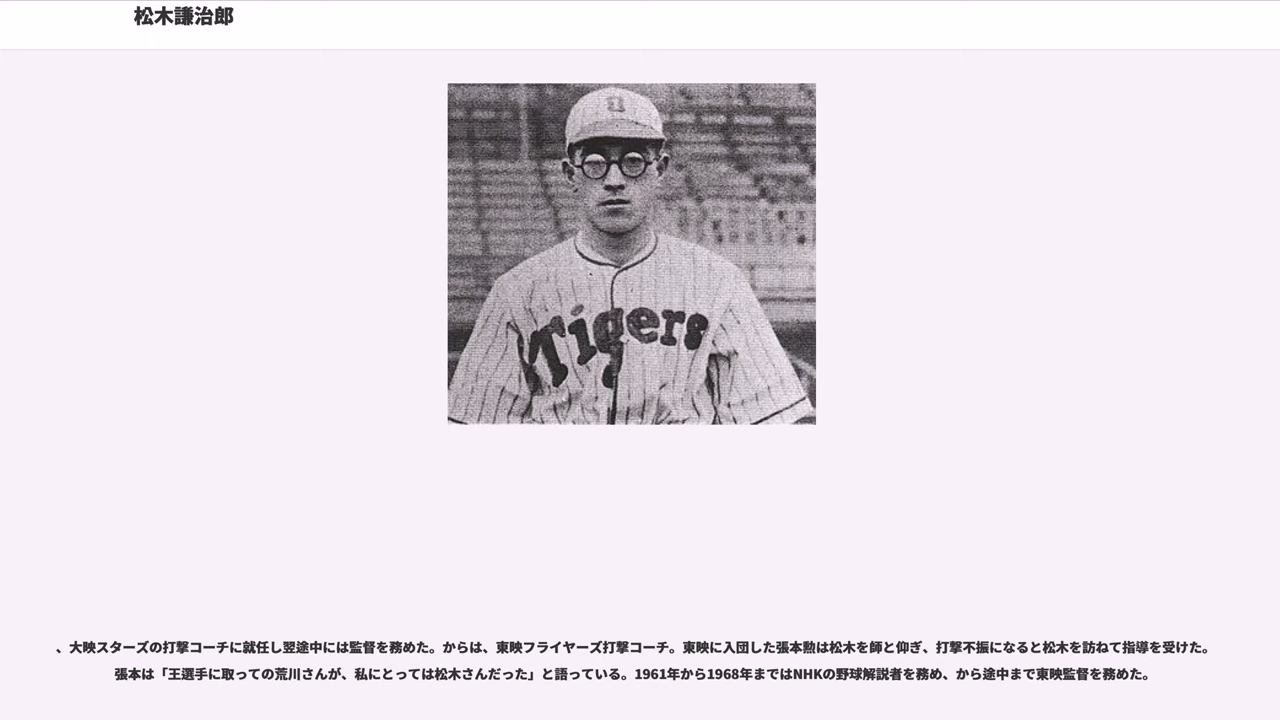 松木謙治郎
Tigers
、大映スターズの打撃コーチに就任し翌途中には監督を務めた。からは、東映フライヤーズ打撃コーチ。東映に入団した張本勲は松木を師と仰ぎ、打撃不振になると松木を訪ねて指導を受けた。
張本は「王選手に取っての荒川さんが、私にとっては松木さんだった」と語っている。1961年から1968年まではNHKの野球解説者を務め、から途中まで東映監督を務めた。